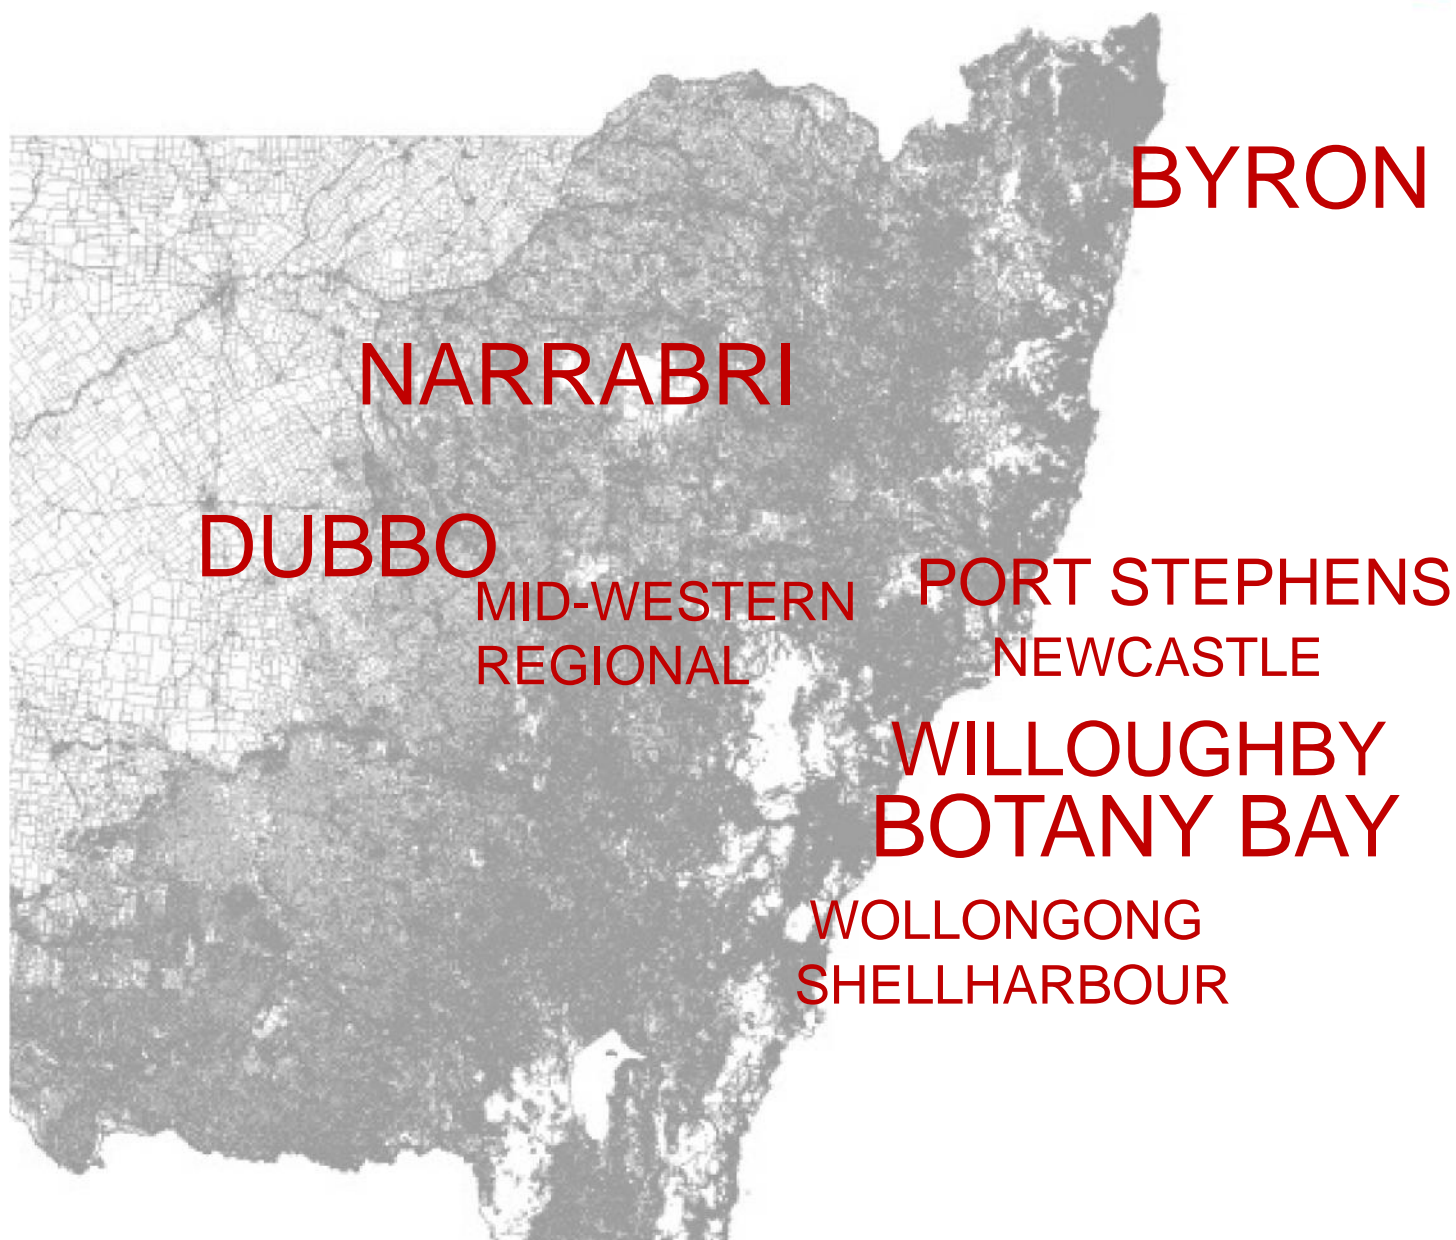 BYRON
NARRABRI
DUBBO
MID-WESTERN
REGIONAL
PORT STEPHENS
NEWCASTLE
WILLOUGHBY
BOTANY BAY
WOLLONGONG
SHELLHARBOUR